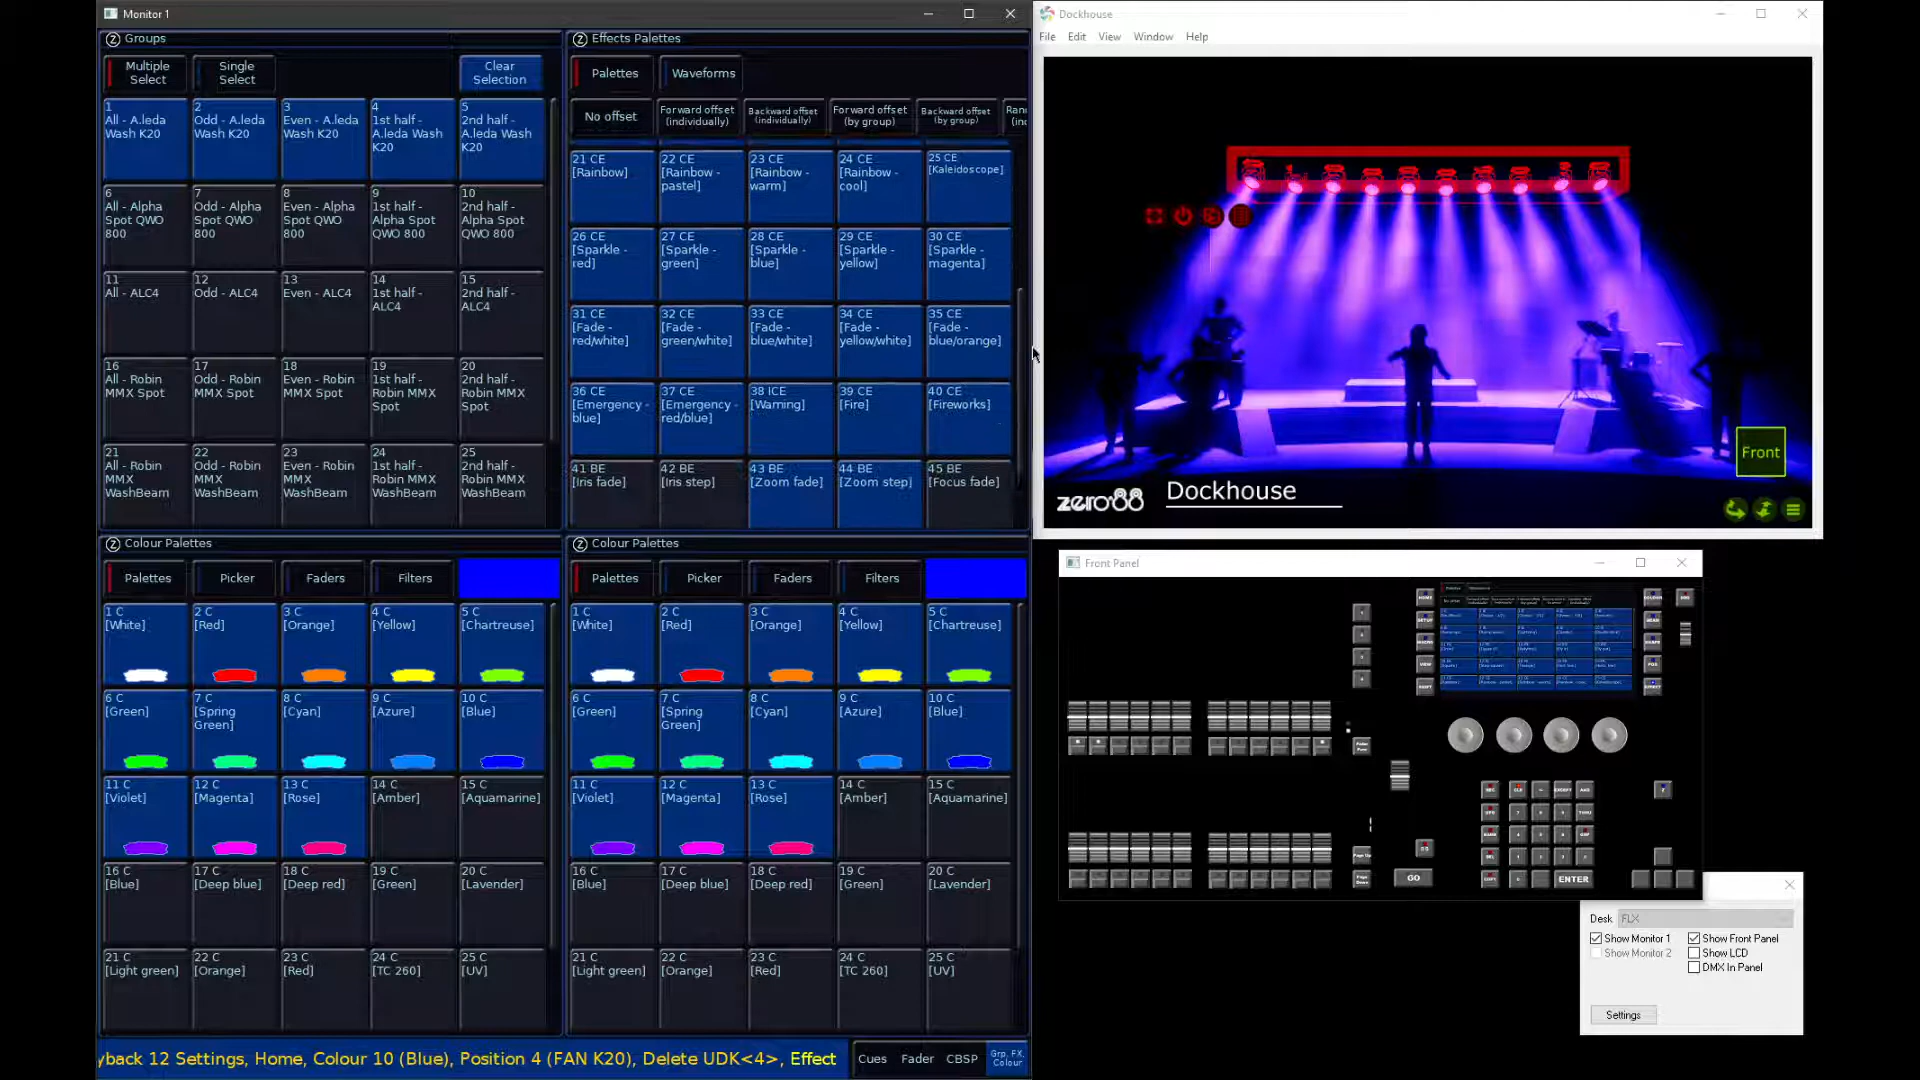 Monitor 1
Groups
Multiple Select
Single Select
Clear Selection
1 All - A.leda Wash K20
2 Odd - A.leda Wash K20
3 Even - A.leda Wash K20
4 1st half - A.leda Wash K20
5 2nd half - A.leda Wash K20
6 All - Alpha Spot QWO 800
7 Odd - Alpha Spot QWO 800
8 Even - Alpha Spot QWO 800
9 1st half - Alpha Spot QWO 800
10 2nd half - Alpha Spot QWO 800
11 All - ALC4
12 Odd - ALC4
13 Even - ALC4
14 1st half - ALC4
15 2nd half - ALC4
16 All - Robin MMX Spot
17 Odd - Robin MMX Spot
18 Even - Robin MMX Spot
19 1st half - Robin MMX Spot
20 2nd half - Robin MMX Spot
21 All - Robin MMX WashBeam
22 Odd - Robin MMX WashBeam
23 Even - Robin MMX WashBeam
24 1st half - Robin MMX WashBeam
25 2nd half - Robin MMX WashBeam
Effects Palettes
Palettes
Waveforms
No offset
Forward offset (individually)
Backward offset (individually)
Forward offset (by group)
Backward offset (by group)
21 CE [Rainbow]
22 CE [Rainbow - pastel]
23 CE [Rainbow - warm]
24 CE [Rainbow - cool]
25 CE [Kaleidoscope]
26 CE [Sparkle - red]
27 CE [Sparkle - green]
28 CE [Sparkle - blue]
29 CE [Sparkle - yellow]
30 CE [Sparkle - magenta]
31 CE [Fade - red/white]
32 CE [Fade - green/white]
33 CE [Fade - blue/white]
34 CE [Fade - yellow/white]
35 CE [Fade - blue/orange]
36 CE [Emergency - blue]
37 CE [Emergency - red/blue]
38 ICE [Warning]
39 CE [Fire]
40 CE [Fireworks]
41 BE [Iris fade]
42 BE [Iris step]
43 BE [Zoom fade]
44 BE [Zoom step]
45 BE [Focus fade]
Colour Palettes
Palettes
Picker
Faders
Filters
1 C [White]
2 C [Red]
3 C [Orange]
4 C [Yellow]
5 C [Chartreuse]
6 C [Green]
7 C [Spring Green]
8 C [Cyan]
9 C [Azure]
10 C [Blue]
11 C [Violet]
12 C [Magenta]
13 C [Rose]
14 C [Amber]
15 C [Aquamarine]
16 C [Blue]
17 C [Deep blue]
18 C [Deep red]
19 C [Green]
20 C [Lavender]
21 C [Light green]
22 C [Orange]
23 C [Red]
24 C [TC 260]
25 C [UV]
Colour Palettes
Palettes
Picker
Faders
Filters
1 C [White]
2 C [Red]
3 C [Orange]
4 C [Yellow]
5 C [Chartreuse]
6 C [Green]
7 C [Spring Green]
8 C [Cyan]
9 C [Azure]
10 C [Blue]
11 C [Violet]
12 C [Magenta]
13 C [Rose]
14 C [Amber]
15 C [Aquamarine]
16 C [Blue]
17 C [Deep blue]
18 C [Deep red]
19 C [Green]
20 C [Lavender]
21 C [Light green]
22 C [Orange]
23 C [Red]
24 C [TC 260]
25 C [UV]
yback 12 Settings, Home, Colour 10 (Blue), Position 4 (FAN K20), Delete UDK<4>, Effect
Cues
Fader
CBSP
Grp, FX, Colour
Dockhouse
File Edit View Window Help
Front
zero88
Dockhouse
Front Panel
GO
ENTER
Desk FLX
Show Monitor 1
Show Front Panel
Show Monitor 2
Show LCD
DMX In Panel
Settings